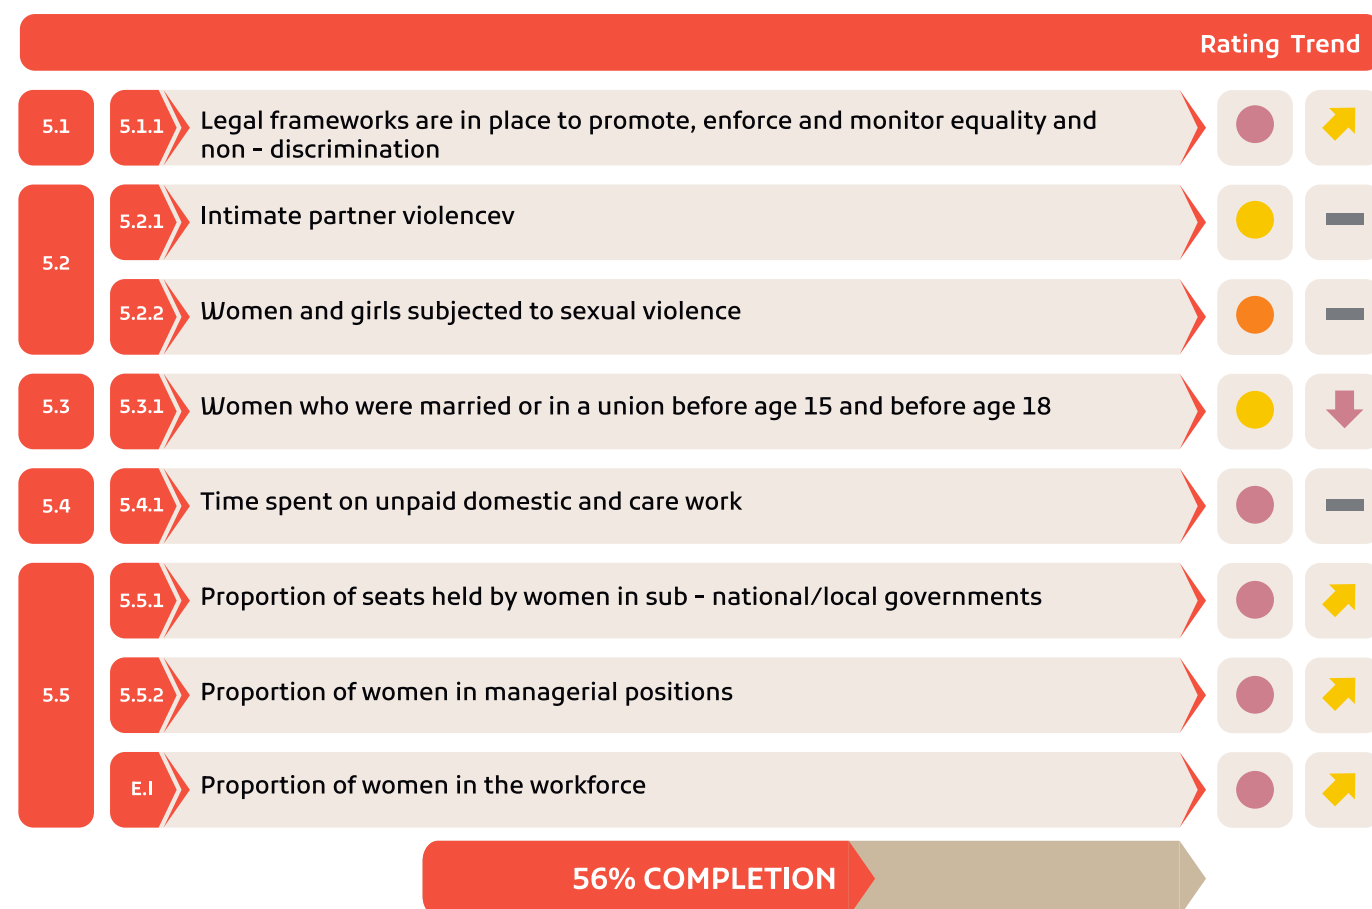 Rating Trend
5.1
5.1.1
Legal frameworks are in place to promote, enforce and monitor equality and
non - discrimination
5.2
5.2.1
Intimate partner violencev
5.2.2
Women and girls subjected to sexual violence
5.3
5.3.1
Women who were married or in a union before age 15 and before age 18
5.4
5.4.1
Time spent on unpaid domestic and care work
5.5
5.5.1
Proportion of seats held by women in sub - national/local governments
5.5.2
Proportion of women in managerial positions
E.I
Proportion of women in the workforce
56% COMPLETION